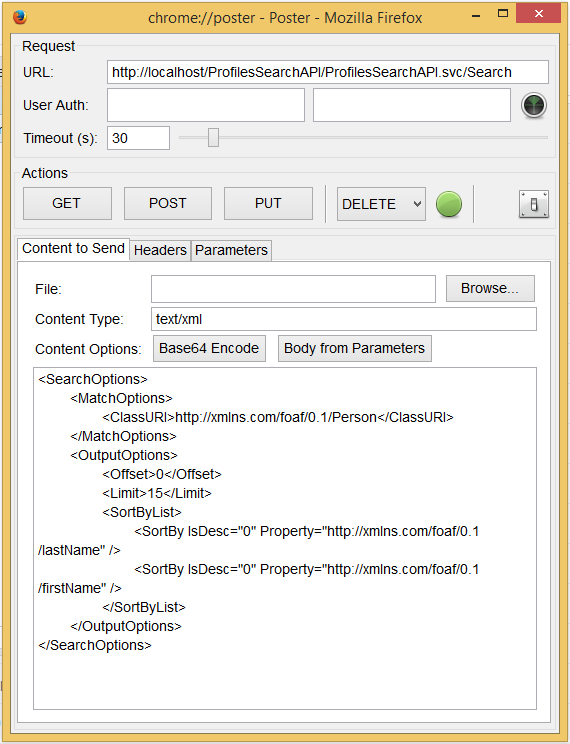 chrome://poster - Poster - Mozilla Firefox
Request
URL: http://localhost/ProfilesSearchAPI/ProfilesSearchAPI.svc/Search
User Auth:
Timeout (s): 30
Actions
GET POST PUT DELETE
Content to Send Headers Parameters
File: Browse...
Content Type: text/xml
Content Options: Base64 Encode Body from Parameters
<SearchOptions>
<MatchOptions>
<ClassURI>http://xmlns.com/foaf/0.1/Person</ClassURI>
</MatchOptions>
<OutputOptions>
<Offset>0</Offset>
<Limit>15</Limit>
<SortByList>
<SortBy IsDesc="0" Property="http://xmlns.com/foaf/0.1
/lastName" />
<SortBy IsDesc="0" Property="http://xmlns.com/foaf/0.1
/firstName" />
</SortByList>
</OutputOptions>
</SearchOptions>